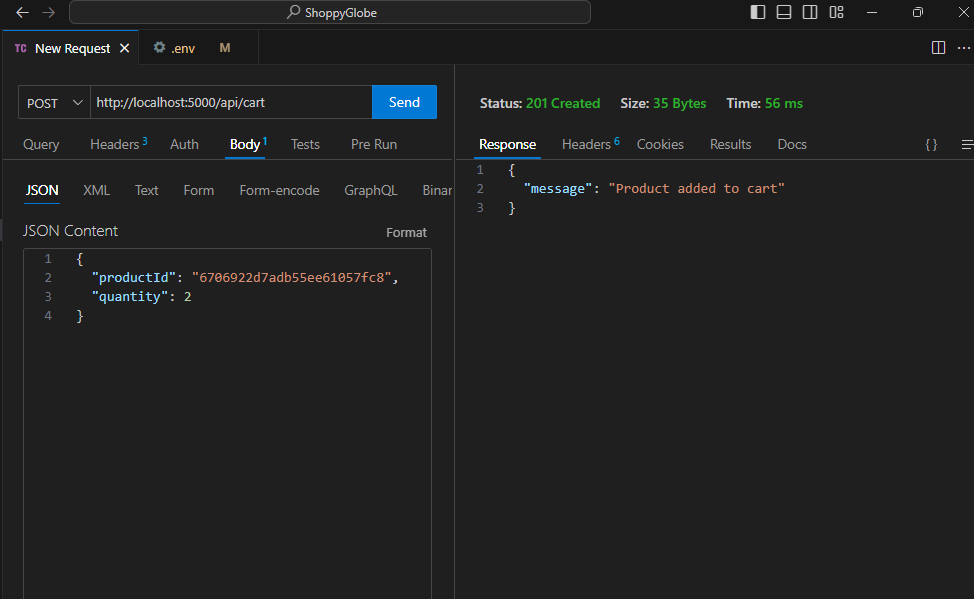 ShoppyGlobe
TC New Request .env M
POST http://localhost:5000/api/cart Send
Query Headers 3 Auth Body 1 Tests Pre Run
JSON XML Text Form Form-encode GraphQL Binar
JSON Content Format
1 {
2 "productId": "6706922d7adb55ee61057fc8",
3 "quantity": 2
4 }
Status: 201 Created Size: 35 Bytes Time: 56 ms
Response Headers 6 Cookies Results Docs { }
1 {
2 "message": "Product added to cart"
3 }